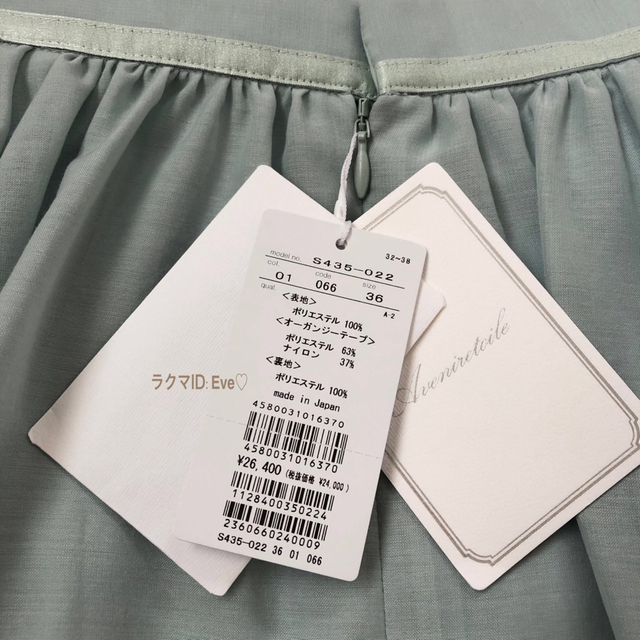 32~38
model no. S435-022
col. code size
01 066 36
qual. A-2
<表地>
ポリエステル 100%
<オーガンジーテープ>
ポリエステル 63%
ナイロン 37%
<裏地>
ポリエステル 100%
made in Japan
4580031016370
4580031016370
¥26,400 (税抜価格 ¥24,000)
1128400350224
2360660240009
S435-022 36 01 066
ラクマID: Eve♡
Aveniretoile